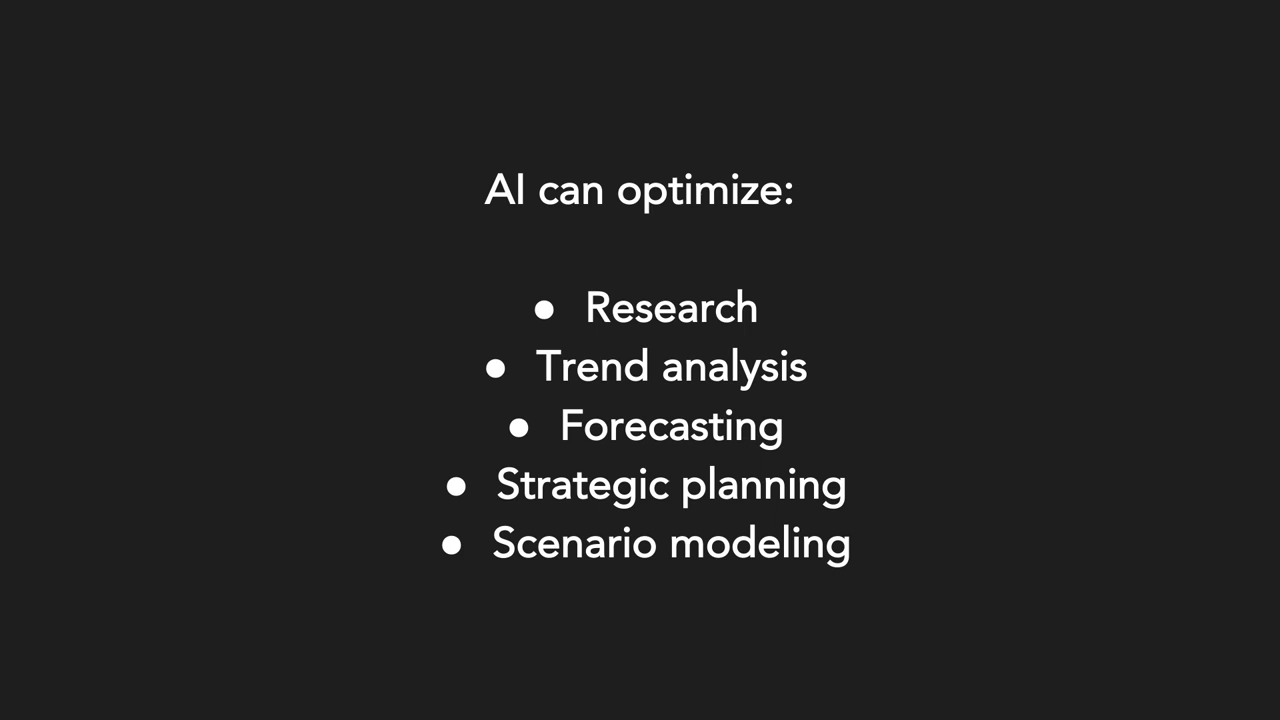 AI can optimize:
● Research
● Trend analysis
● Forecasting
● Strategic planning
● Scenario modeling